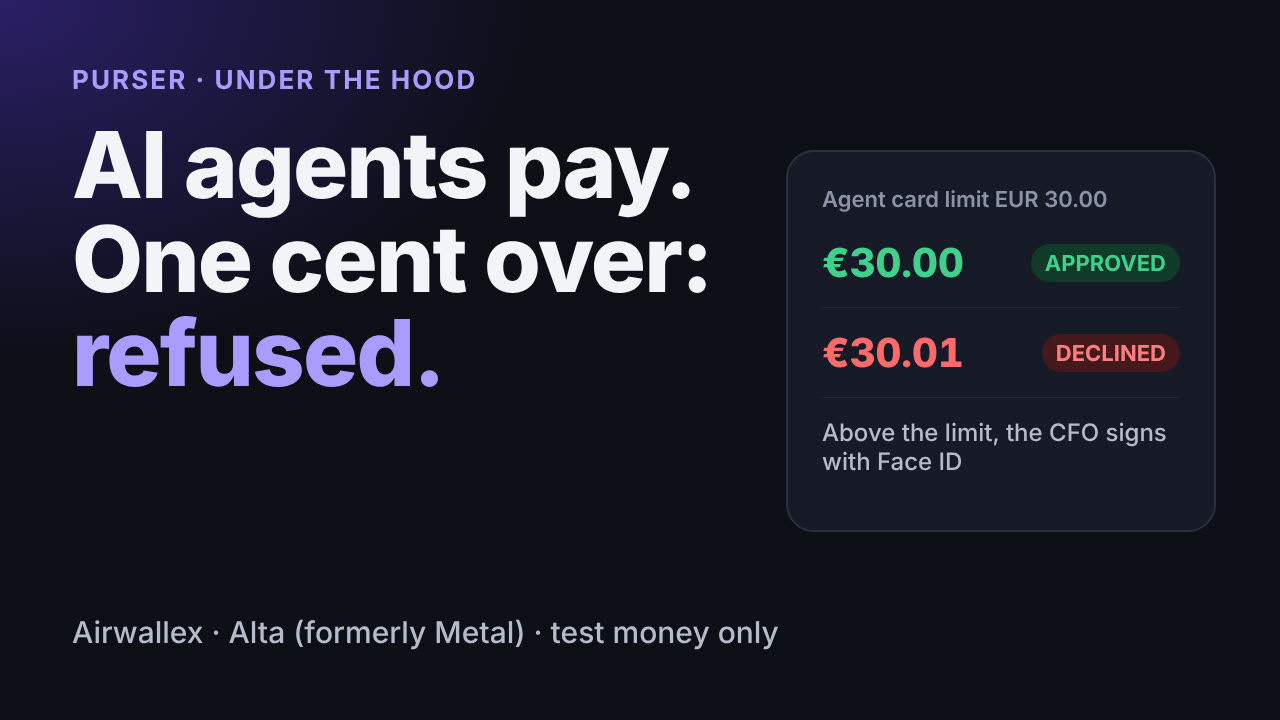 PURSER · UNDER THE HOOD
AI agents pay.
One cent over:
refused.
Agent card limit EUR 30.00
€30.00 APPROVED
€30.01 DECLINED
Above the limit, the CFO signs
with Face ID
Airwallex · Alta (formerly Metal) · test money only